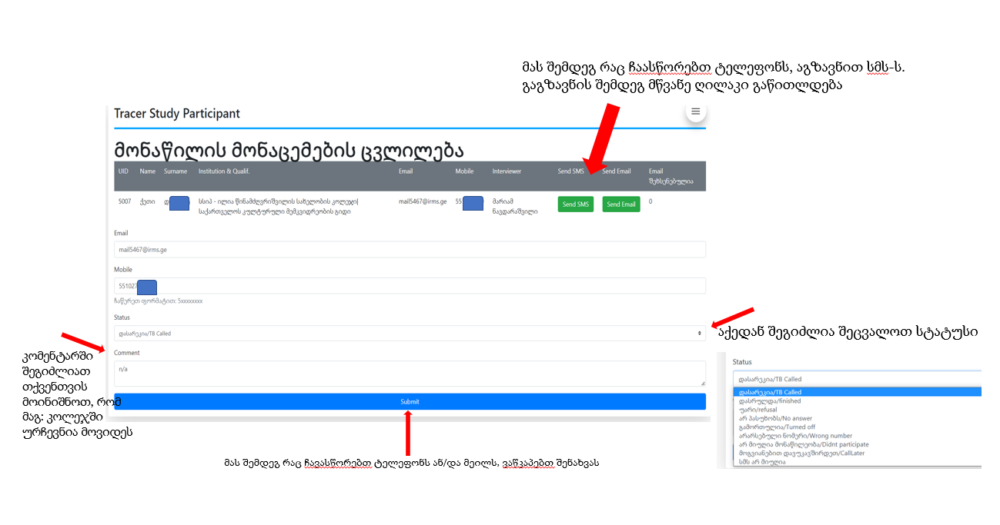 მას შემდეგ რაც ჩაასწორებთ ტელეფონს, აგზავნით სმს-ს.
გაგზავნის შემდეგ მწვანე ღილაკი გაწითლდება
Tracer Study Participant
მონაწილის მონაცემების ცვლილება
UID Name Surname Institution & Qualif. Email Mobile Interviewer Send SMS Send Email Email
შეხსენებულია
5007 ქეთი დ სსიპ - ილია წინამძღვრიშვილის სახელობის კოლეჯი| mail5467@irms.ge 55 მარიამ Send SMS Send Email 0
საქართველოს კულტურული მემკვიდრეობის გიდი ნავდარაშვილი
Email
mail5467@irms.ge
Mobile
551027
ჩაწერეთ ფორმატით: 5xxxxxxxx
Status
დასარეკია/TB Called
Comment
n/a
Submit
კომენტარში
შეგიძლიათ
თქვენთვის
მოინიშნოთ, რომ
მაგ: კოლეჯში
ურჩევნია მოვიდეს
მას შემდეგ რაც ჩავასწორებთ ტელეფონს ან/და მეილს, ვაწკაპებთ შენახვას
აქედან შეგიძლია შეცვალოთ სტატუსი
Status
დასარეკია/TB Called
დასარეკია/TB Called
დასრულდა/finished
უარი/refusal
არ პასუხობს/No answer
გამორთულია/Turned off
არარსებული ნომერი/Wrong number
არ მიუღია მონაწილეობა/Didnt participate
მოგვიანებით დავუკავშირდეთ/CallLater
სმს არ მიუღია